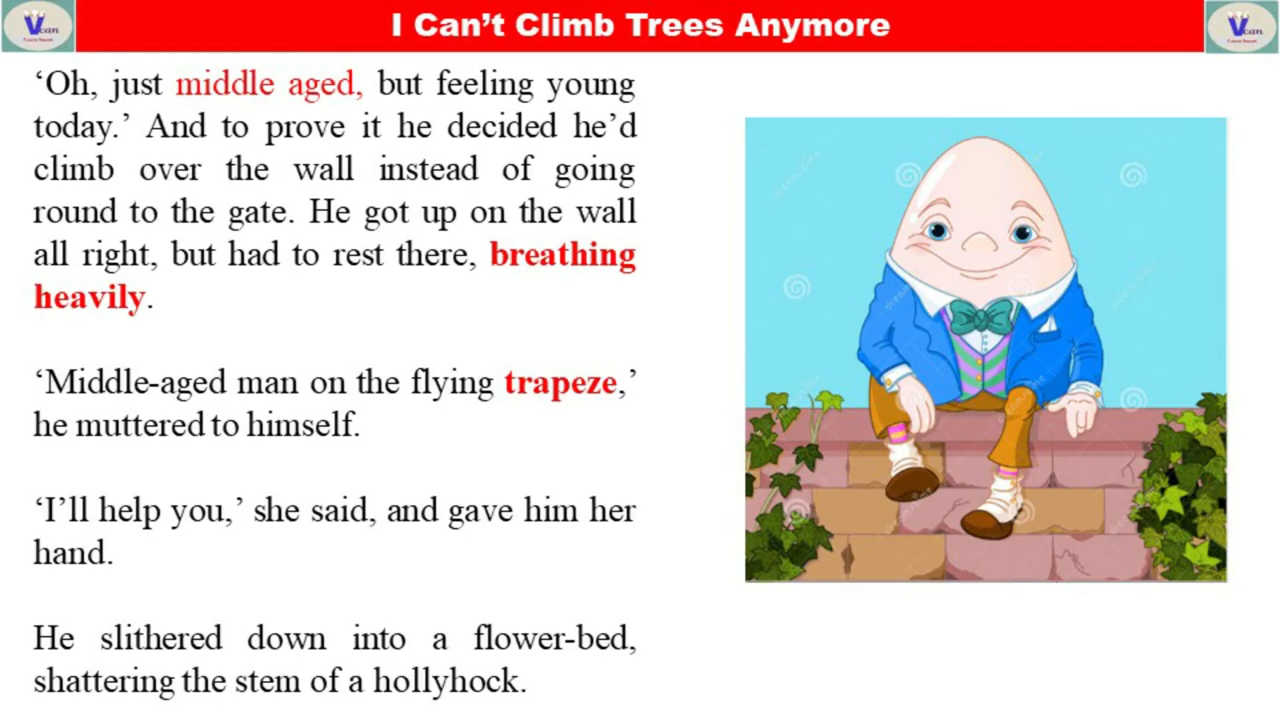 I Can’t Climb Trees Anymore
Vcan
Vcan
‘Oh, just middle aged, but feeling young
today.’ And to prove it he decided he’d
climb over the wall instead of going
round to the gate. He got up on the wall
all right, but had to rest there, breathing
heavily.
‘Middle-aged man on the flying trapeze,’
he muttered to himself.
‘I’ll help you,’ she said, and gave him her
hand.
He slithered down into a flower-bed,
shattering the stem of a hollyhock.